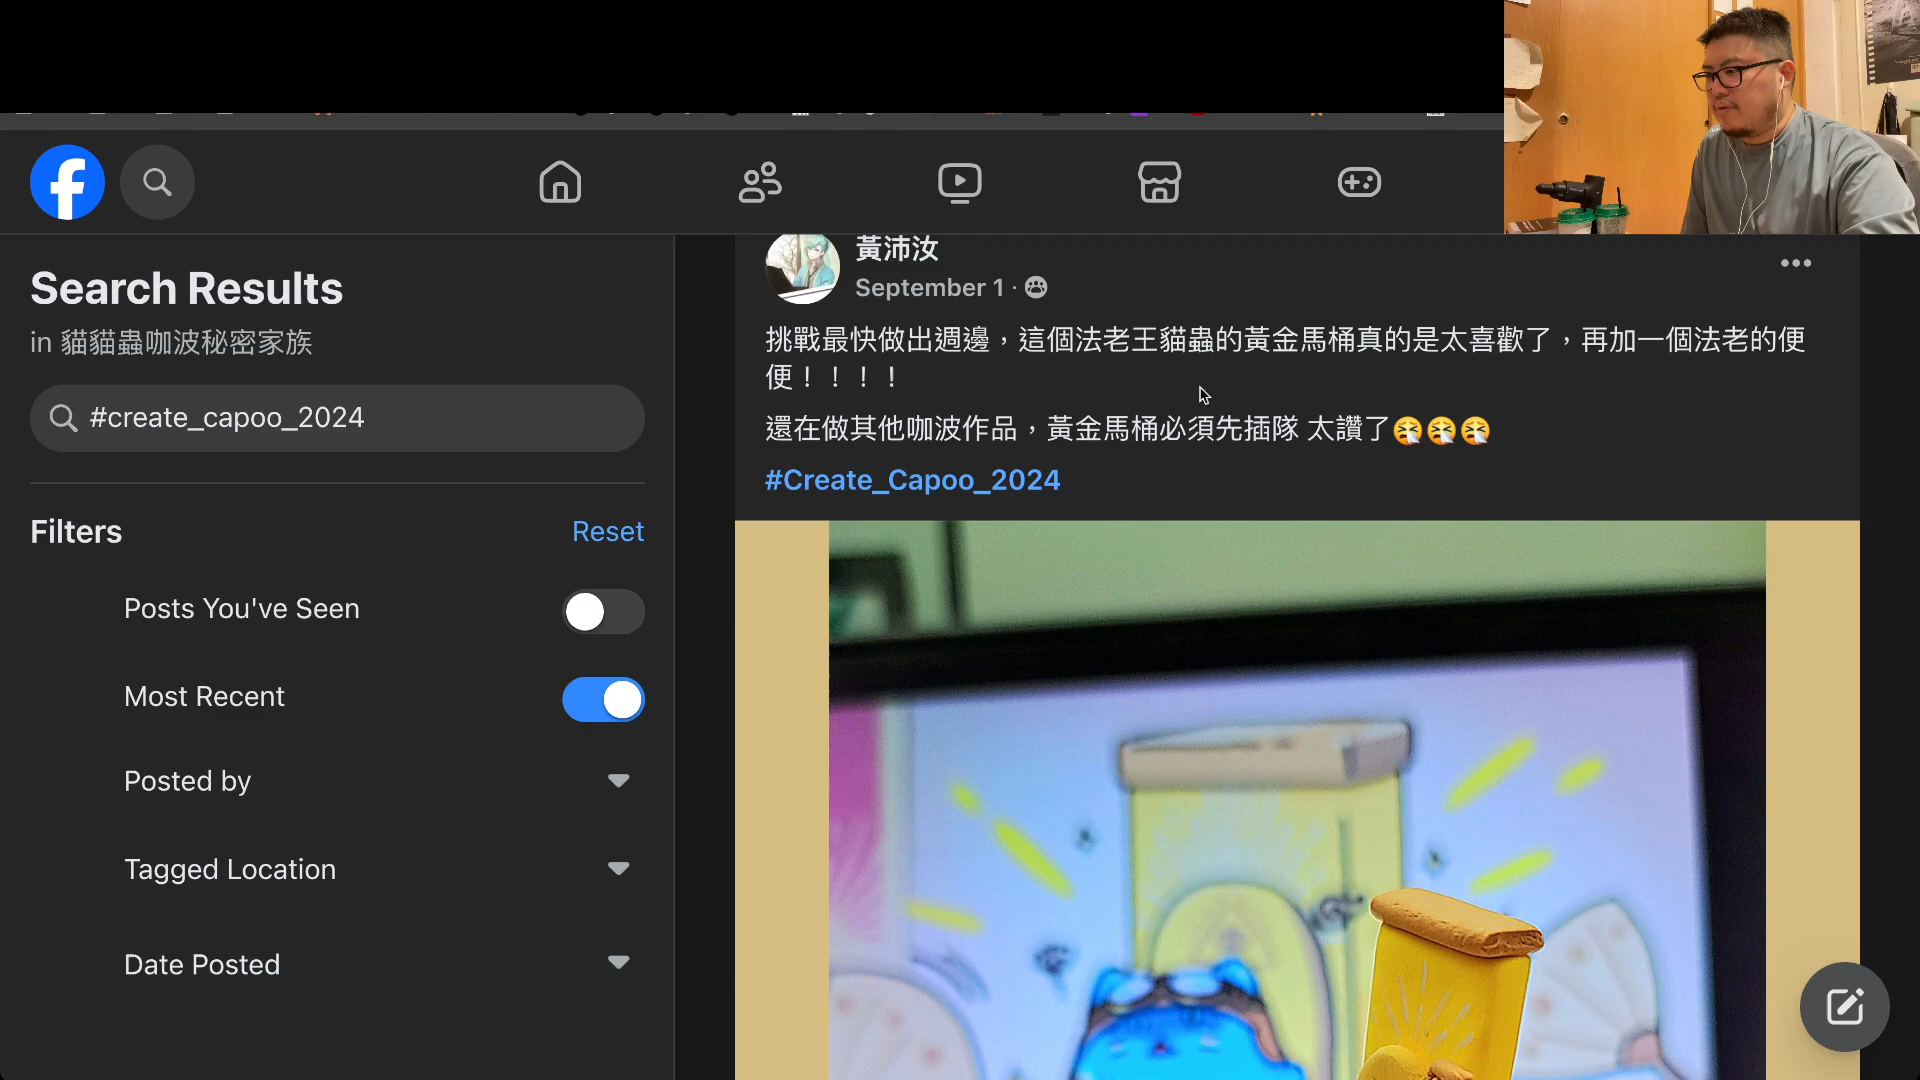 Search Results
in 貓貓蟲咖波秘密家族
#create_capoo_2024
Filters
Reset
Posts You've Seen
Most Recent
Posted by
Tagged Location
Date Posted
黃沛汝
September 1 ·
挑戰最快做出週邊，這個法老王貓蟲的黃金馬桶真的是太喜歡了，再加一個法老的便
便！！！！
還在做其他咖波作品，黃金馬桶必須先插隊 太讚了🤧🤧🤧
#Create_Capoo_2024